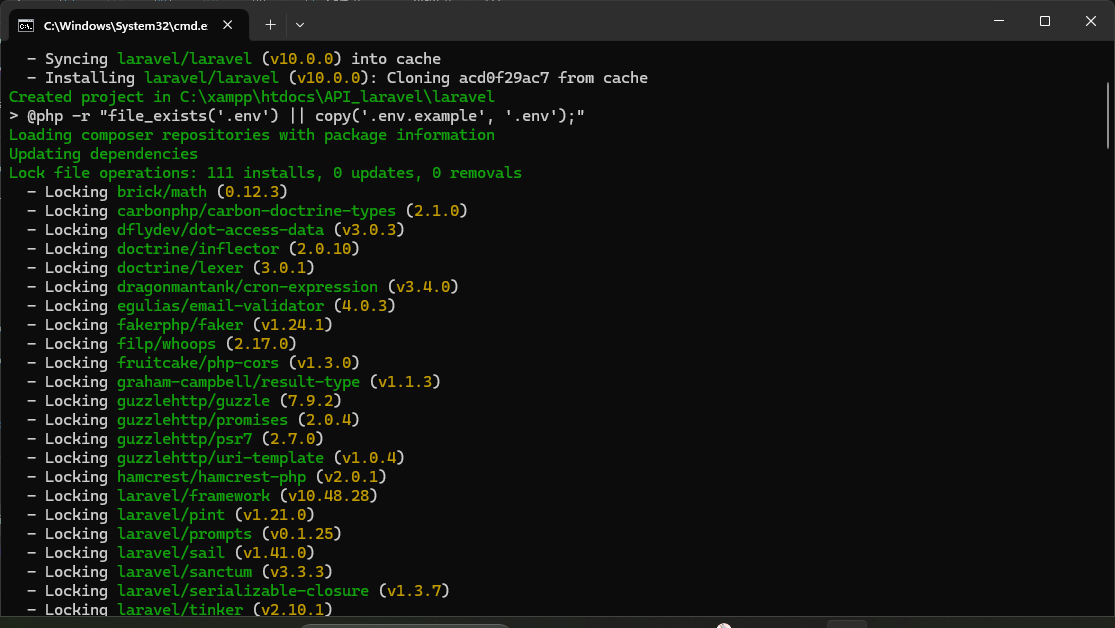 C:\Windows\System32\cmd.e
- Syncing laravel/laravel (v10.0.0) into cache
- Installing laravel/laravel (v10.0.0): Cloning acd0f29ac7 from cache
Created project in C:\xampp\htdocs\API_laravel\laravel
> @php -r "file_exists('.env') || copy('.env.example', '.env');"
Loading composer repositories with package information
Updating dependencies
Lock file operations: 111 installs, 0 updates, 0 removals
- Locking brick/math (0.12.3)
- Locking carbonphp/carbon-doctrine-types (2.1.0)
- Locking dflydev/dot-access-data (v3.0.3)
- Locking doctrine/inflector (2.0.10)
- Locking doctrine/lexer (3.0.1)
- Locking dragonmantank/cron-expression (v3.4.0)
- Locking egulias/email-validator (4.0.3)
- Locking fakerphp/faker (v1.24.1)
- Locking filp/whoops (2.17.0)
- Locking fruitcake/php-cors (v1.3.0)
- Locking graham-campbell/result-type (v1.1.3)
- Locking guzzlehttp/guzzle (7.9.2)
- Locking guzzlehttp/promises (2.0.4)
- Locking guzzlehttp/psr7 (2.7.0)
- Locking guzzlehttp/uri-template (v1.0.4)
- Locking hamcrest/hamcrest-php (v2.0.1)
- Locking laravel/framework (v10.48.28)
- Locking laravel/pint (v1.21.0)
- Locking laravel/prompts (v0.1.25)
- Locking laravel/sail (v1.41.0)
- Locking laravel/sanctum (v3.3.3)
- Locking laravel/serializable-closure (v1.3.7)
- Locking laravel/tinker (v2.10.1)